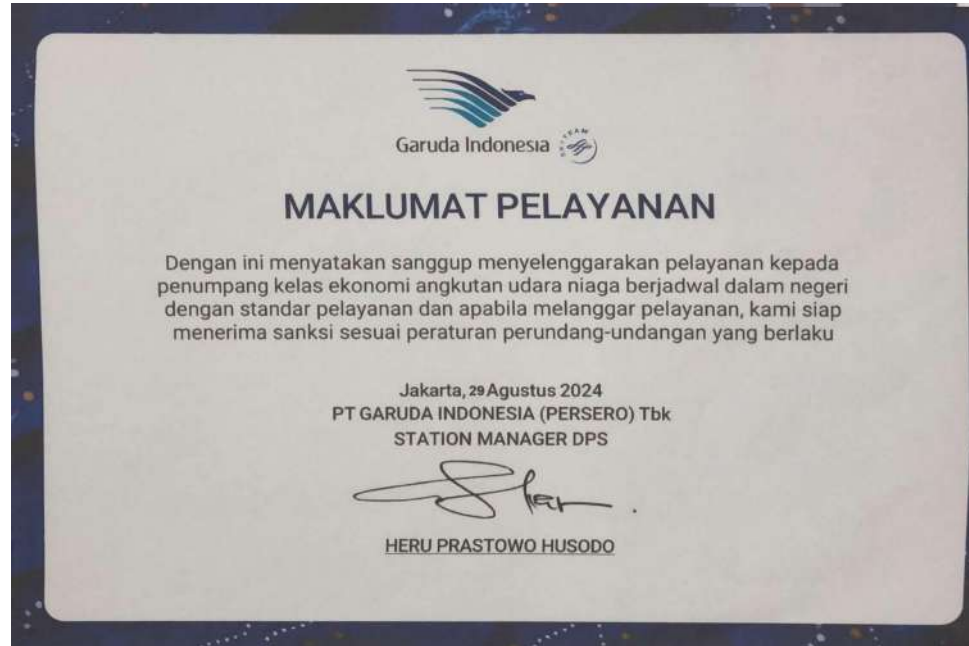 Garuda Indonesia
SKYTEAM
MAKLUMAT PELAYANAN
Dengan ini menyatakan sanggup menyelenggarakan pelayanan kepada
penumpang kelas ekonomi angkutan udara niaga berjadwal dalam negeri
dengan standar pelayanan dan apabila melanggar pelayanan, kami siap
menerima sanksi sesuai peraturan perundang-undangan yang berlaku
Jakarta, 29 Agustus 2024
PT GARUDA INDONESIA (PERSERO) Tbk
STATION MANAGER DPS
HERU PRASTOWO HUSODO